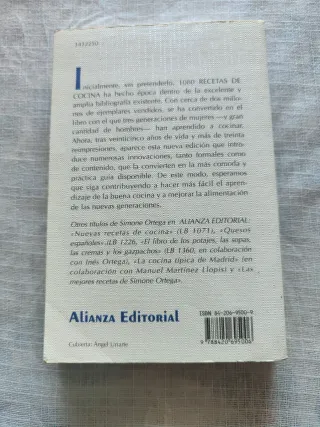 Inicialmente, sin pretenderlo, 1080 RECETAS DE
COCINA ha hecho época dentro de la excelente y
amplia bibliografía existente. Con cerca de dos millo-
nes de ejemplares vendidos, se ha convertido en el
libro con el que tres generaciones de mujeres —y gran
cantidad de hombres— han aprendido a cocinar.
Ahora, tras veinticinco años de vida y más de treinta
reimpresiones, aparece esta nueva edición que intro-
duce numerosas innovaciones, tanto formales como
de contenido, que la convierten en la más cómoda y
práctica guía disponible. De este modo, esperamos
que siga contribuyendo a hacer más fácil el aprendi-
zaje de la buena cocina y a mejorar la alimentación
de las nuevas generaciones.
Otros títulos de Simone Ortega en ALIANZA EDITORIAL:
«Nuevas recetas de cocina» (LB 1071), «Quesos
españoles» (LB 1226, «El libro de los potajes, las sopas,
las cremas y los gazpachos» (LB 1360, en colaboración
con Inés Ortega), «La cocina típica de Madrid» (en
colaboración con Manuel Martínez Llopis) y «Las
mejores recetas de Simone Ortega».
Alianza Editorial
Cubierta: Ángel Uriarte
ISBN 84-206-9500-9
9 788420 695006